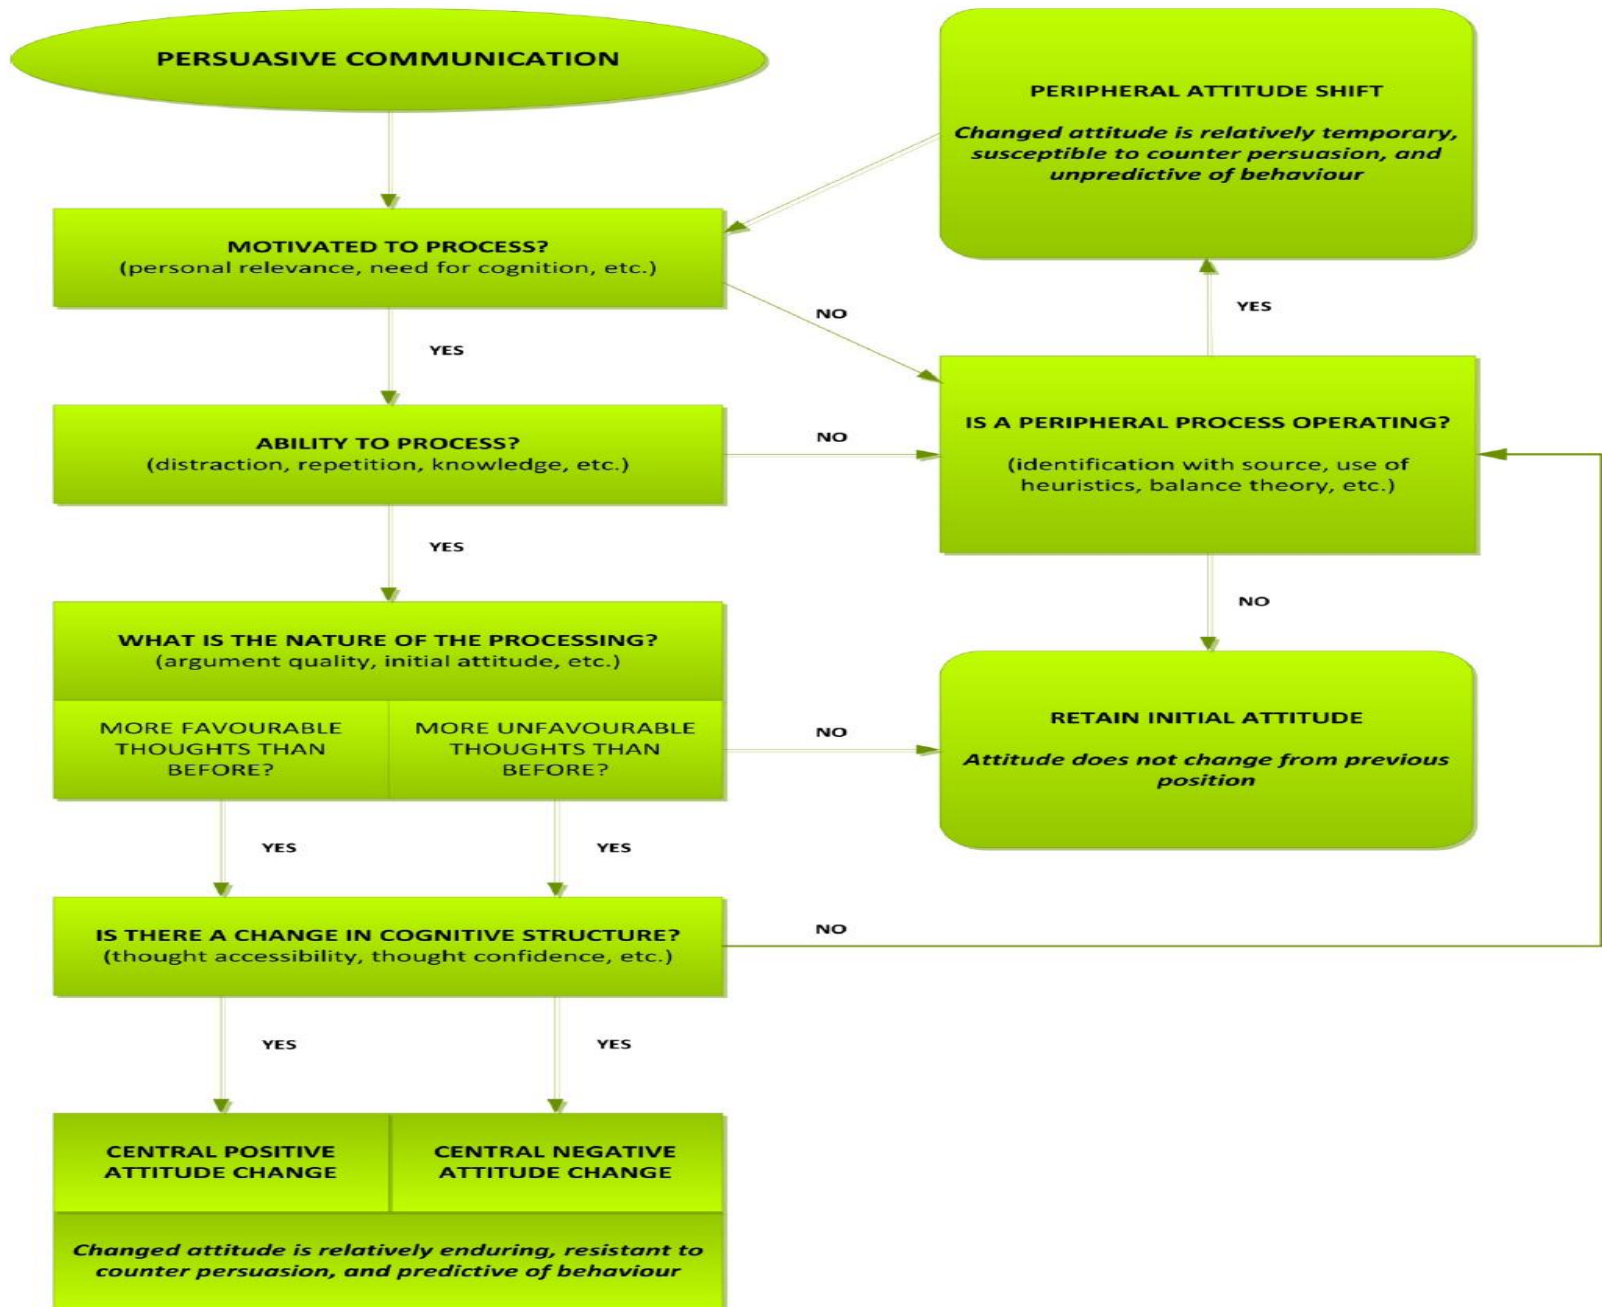 PERSUASIVE COMMUNICATION
PERIPHERAL ATTITUDE SHIFT
Changed attitude is relatively temporary,
susceptible to counter persuasion, and
unpredictive of behaviour
MOTIVATED TO PROCESS?
(personal relevance, need for cognition, etc.)
NO
YES
YES
ABILITY TO PROCESS?
(distraction, repetition, knowledge, etc.)
NO
IS A PERIPHERAL PROCESS OPERATING?
(identification with source, use of
heuristics, balance theory, etc.)
YES
NO
WHAT IS THE NATURE OF THE PROCESSING?
(argument quality, initial attitude, etc.)
MORE FAVOURABLE
THOUGHTS THAN
BEFORE?
MORE UNFAVOURABLE
THOUGHTS THAN
BEFORE?
NO
RETAIN INITIAL ATTITUDE
Attitude does not change from previous
position
YES
YES
IS THERE A CHANGE IN COGNITIVE STRUCTURE?
(thought accessibility, thought confidence, etc.)
NO
YES
YES
CENTRAL POSITIVE
ATTITUDE CHANGE
CENTRAL NEGATIVE
ATTITUDE CHANGE
Changed attitude is relatively enduring, resistant to
counter persuasion, and predictive of behaviour